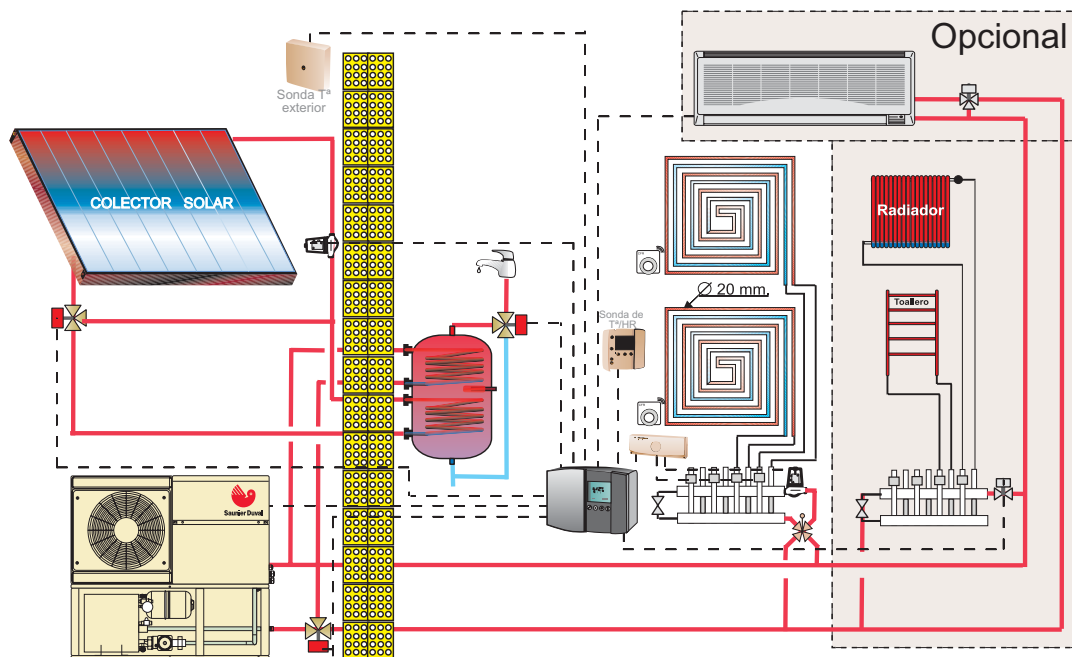 Opcional
Sonda Tª
exterior
COLECTOR SOLAR
Radiador
Ø 20 mm.
Toallero
Sonda de
Tª/HR
Saunier Duval